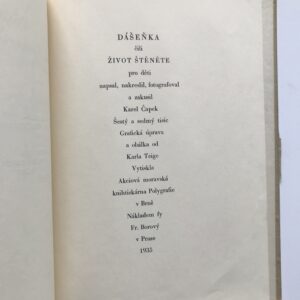 DÁŠEŇKA
čili
ŽIVOT ŠTĚNĚTE
pro děti
napsal, nakreslil, fotografoval
a zakusil
Karel Čapek
Šestý a sedmý tisíc
Grafická úprava
a obálka od
Karla Teige
Vytiskla
Akciová moravská
knihtiskárna Polygrafie
v Brně
Nákladem fy
Fr. Borový
v Praze
1935